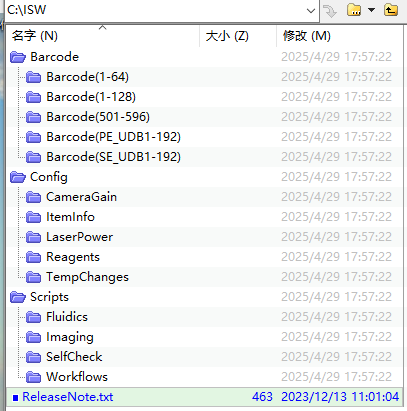 C:\ISW
名字 (N) 大小 (Z) 修改 (M)
Barcode 2025/4/29 17:57:22
Barcode(1-64) 2025/4/29 17:57:22
Barcode(1-128) 2025/4/29 17:57:22
Barcode(501-596) 2025/4/29 17:57:22
Barcode(PE_UDB1-192) 2025/4/29 17:57:22
Barcode(SE_UDB1-192) 2025/4/29 17:57:22
Config 2025/4/29 17:57:22
CameraGain 2025/4/29 17:57:22
ItemInfo 2025/4/29 17:57:22
LaserPower 2025/4/29 17:57:22
Reagents 2025/4/29 17:57:22
TempChanges 2025/4/29 17:57:22
Scripts 2025/4/29 17:57:22
Fluidics 2025/4/29 17:57:22
Imaging 2025/4/29 17:57:22
SelfCheck 2025/4/29 17:57:22
Workflows 2025/4/29 17:57:22
ReleaseNote.txt 463 2023/12/13 11:01:04